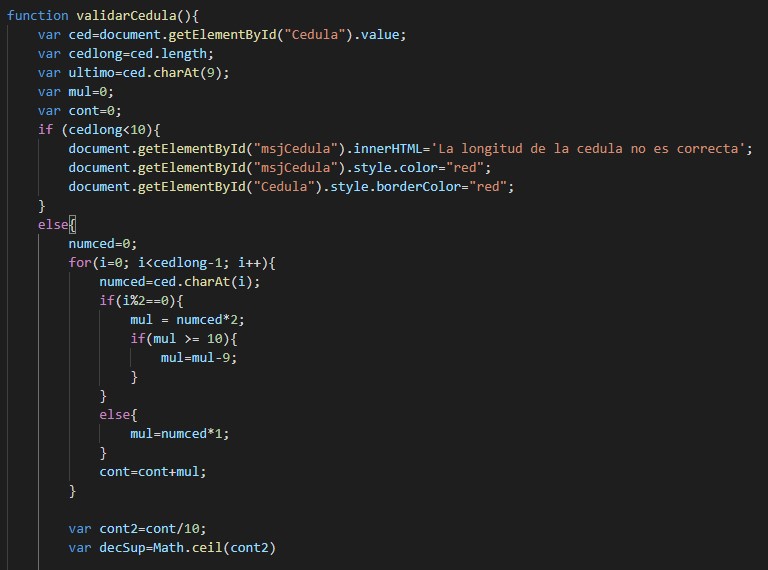 function validarCedula(){
    var ced=document.getElementById("Cedula").value;
    var cedlong=ced.length;
    var ultimo=ced.charAt(9);
    var mul=0;
    var cont=0;
    if (cedlong<10){
        document.getElementById("msjCedula").innerHTML='La longitud de la cedula no es correcta';
        document.getElementById("msjCedula").style.color="red";
        document.getElementById("Cedula").style.borderColor="red";
    }
    else{
        numced=0;
        for(i=0; i<cedlong-1; i++){
            numced=ced.charAt(i);
            if(i%2==0){
                mul = numced*2;
                if(mul >= 10){
                    mul=mul-9;
                }
            }
            else{
                mul=numced*1;
            }
            cont=cont+mul;
        }

        var cont2=cont/10;
        var decSup=Math.ceil(cont2)